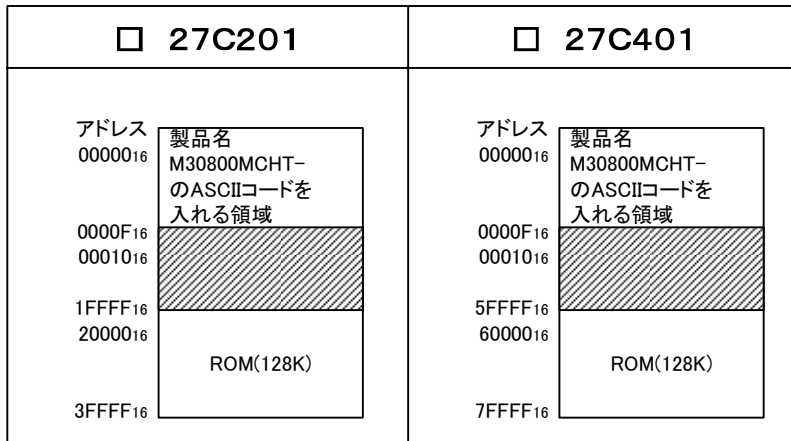 □ 27C201
アドレス
0000016
製品名
M30800MCHT-
のASCIIコードを
入れる領域
0000F16
0001016
1FFFF16
2000016
ROM(128K)
3FFFF16
□ 27C401
アドレス
0000016
製品名
M30800MCHT-
のASCIIコードを
入れる領域
0000F16
0001016
5FFFF16
6000016
ROM(128K)
7FFFF16